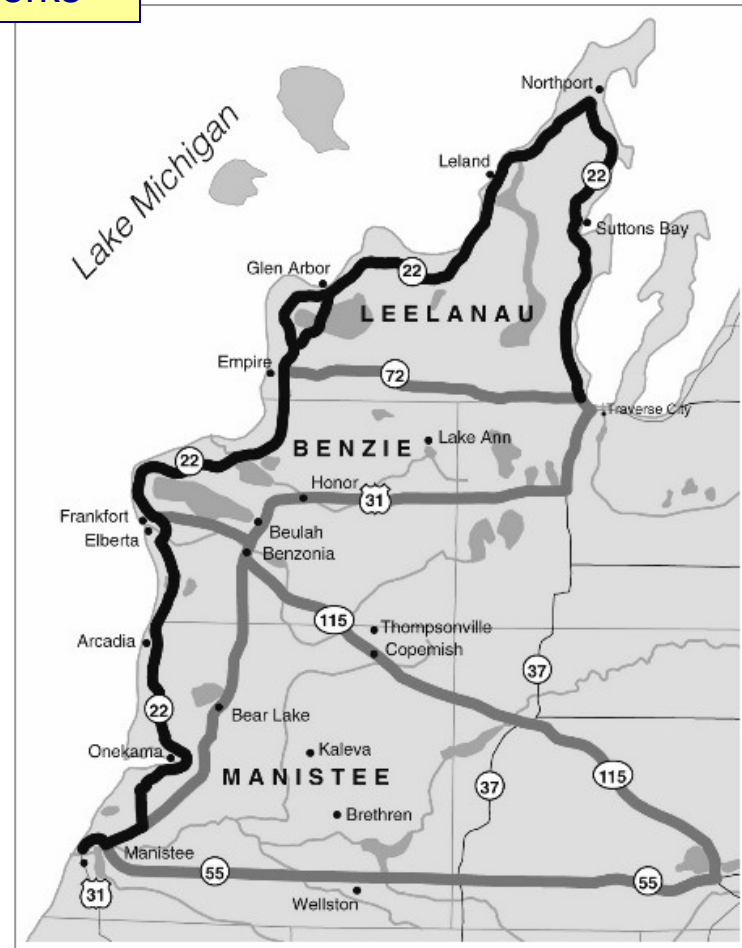 Northport
Lake Michigan
Leland
22
Suttons Bay
Glen Arbor
22
LEELANAU
Empire
72
Traverse City
Lake Ann
BENZIE
22
Honor
31
Frankfort
Elberta
Beulah
Benzonia
115
Thompsonville
Copemish
Arcadia
37
22
Bear Lake
Onekama
Kaleva
MANISTEE
115
37
Brethren
Manistee
55
55
31
Wellston